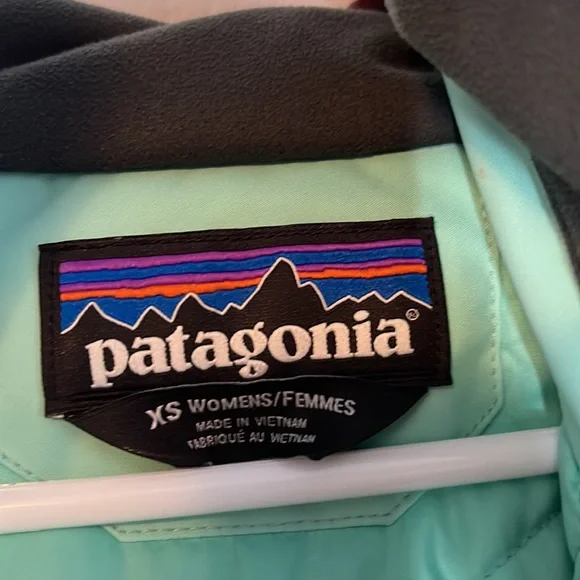 patagonia®
XS WOMENS/FEMMES
MADE IN VIETNAM
FABRIQUÉ AU VIETNAM